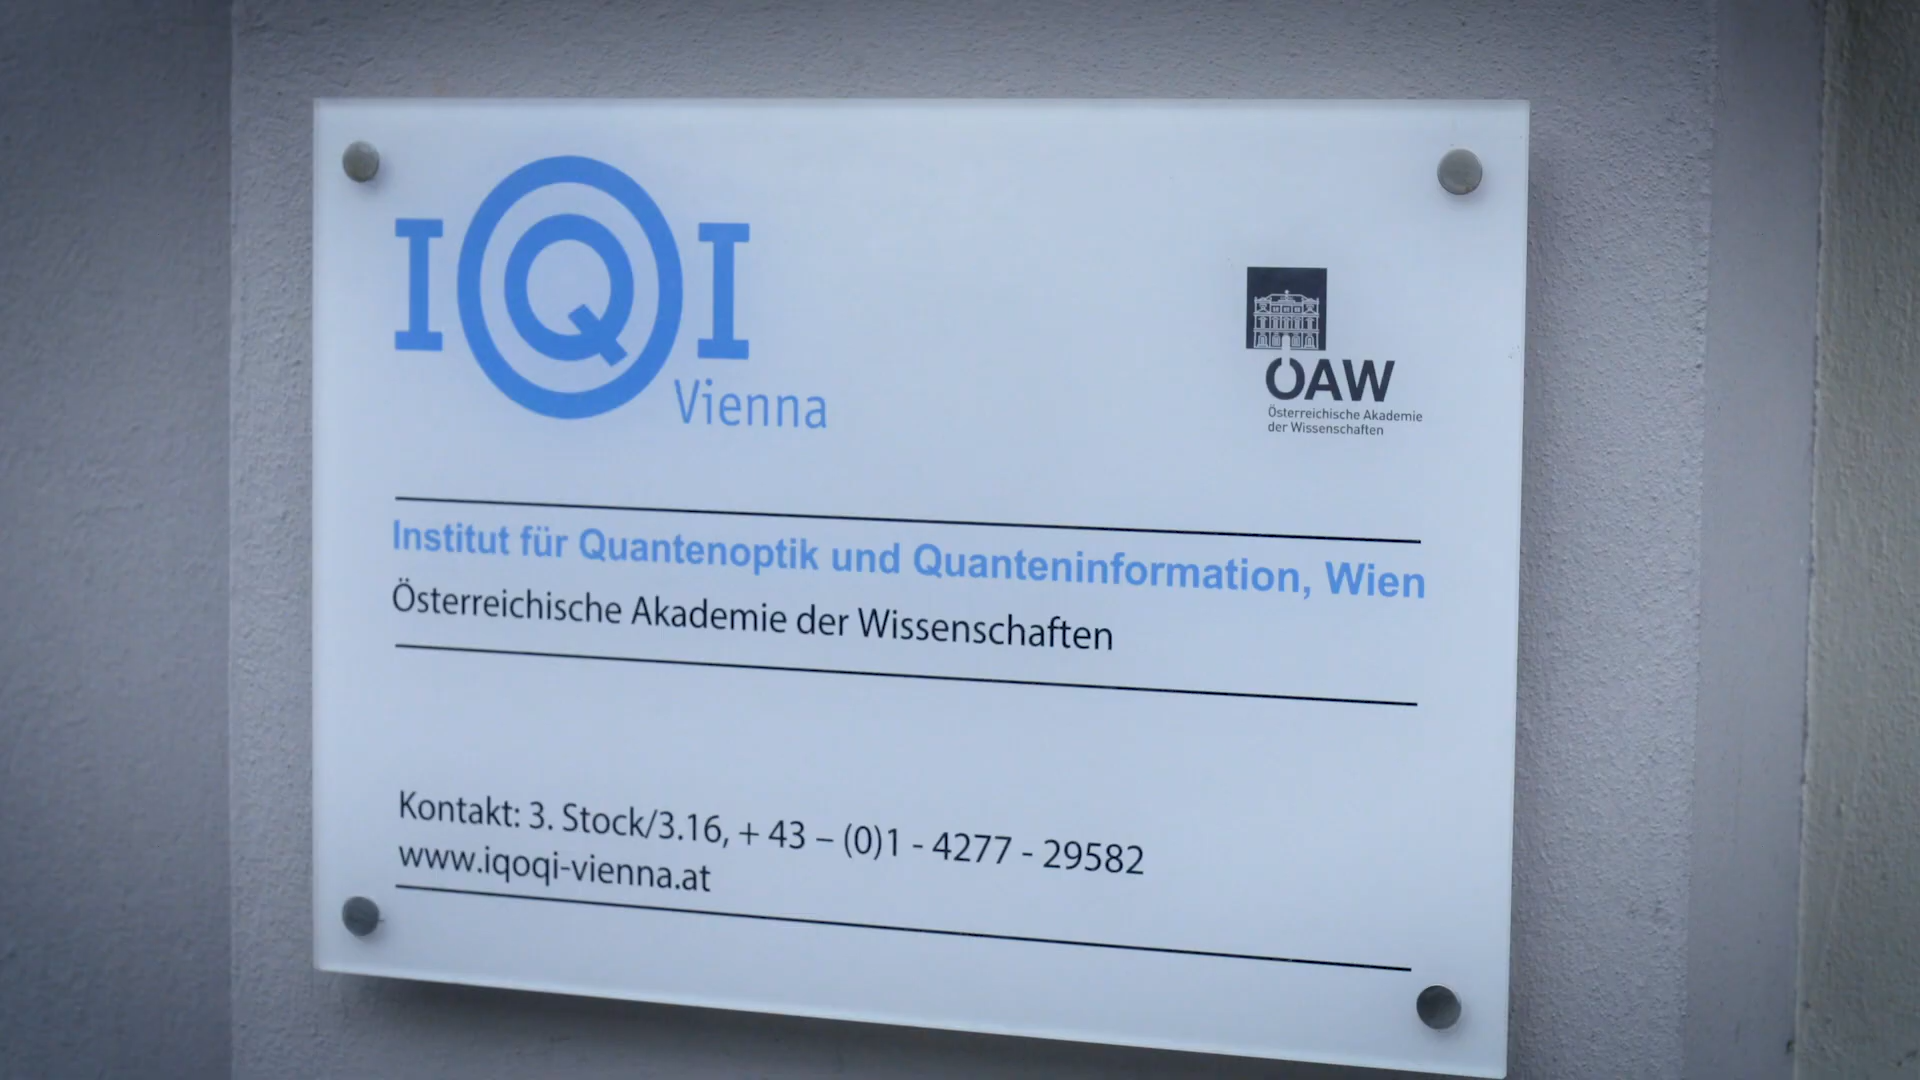 IQOQI
Vienna
ÖAW
Österreichische Akademie
der Wissenschaften
Institut für Quantenoptik und Quanteninformation, Wien
Österreichische Akademie der Wissenschaften
Kontakt: 3. Stock/3.16, + 43 – (0)1 - 4277 - 29582
www.iqoqi-vienna.at